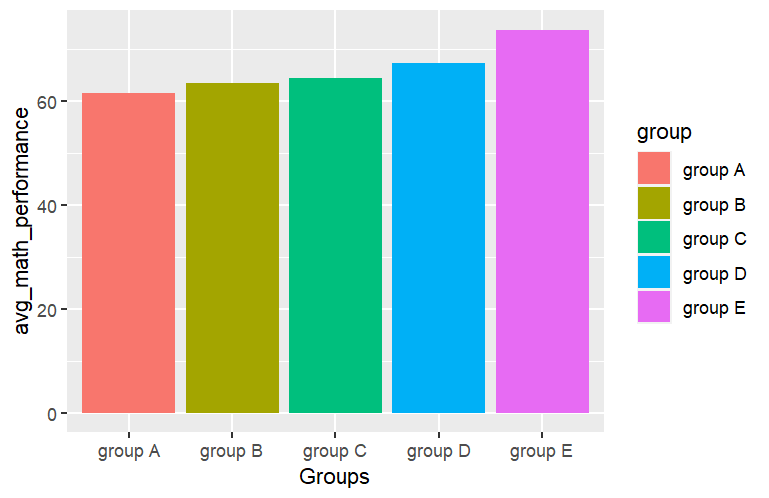 avg_math_performance
60
40
20
0
group A group B group C group D group E
Groups
group
group A
group B
group C
group D
group E